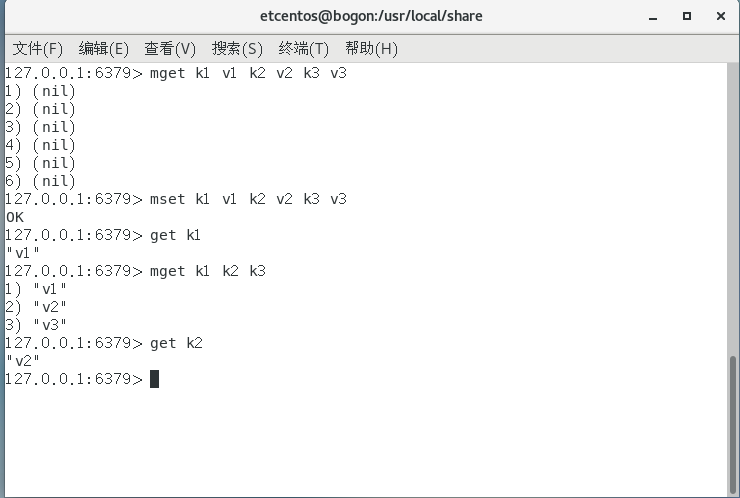 etcentos@bogon:/usr/local/share
文件(F) 编辑(E) 查看(V) 搜索(S) 终端(T) 帮助(H)
127.0.0.1:6379> mget k1 v1 k2 v2 k3 v3
1) (nil)
2) (nil)
3) (nil)
4) (nil)
5) (nil)
6) (nil)
127.0.0.1:6379> mset k1 v1 k2 v2 k3 v3
OK
127.0.0.1:6379> get k1
"v1"
127.0.0.1:6379> mget k1 k2 k3
1) "v1"
2) "v2"
3) "v3"
127.0.0.1:6379> get k2
"v2"
127.0.0.1:6379>